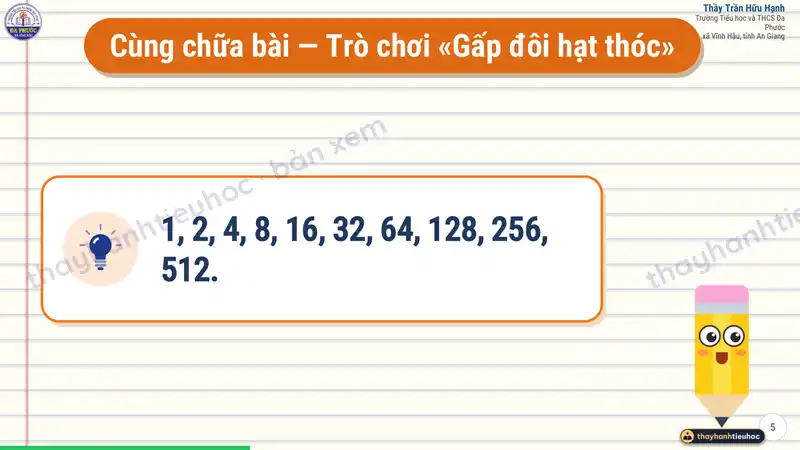 Thầy Trần Hữu Hạnh
Trường Tiểu học và THCS Đa
Phước
xã Vĩnh Hậu, tỉnh An Giang
ĐA PHƯỚC
Cùng chữa bài – Trò chơi «Gấp đôi hạt thóc»
thayhanhtieuhoc · bản xem
1, 2, 4, 8, 16, 32, 64, 128, 256,
512.
thayhanhtie
thayhanhtieuhoc
5